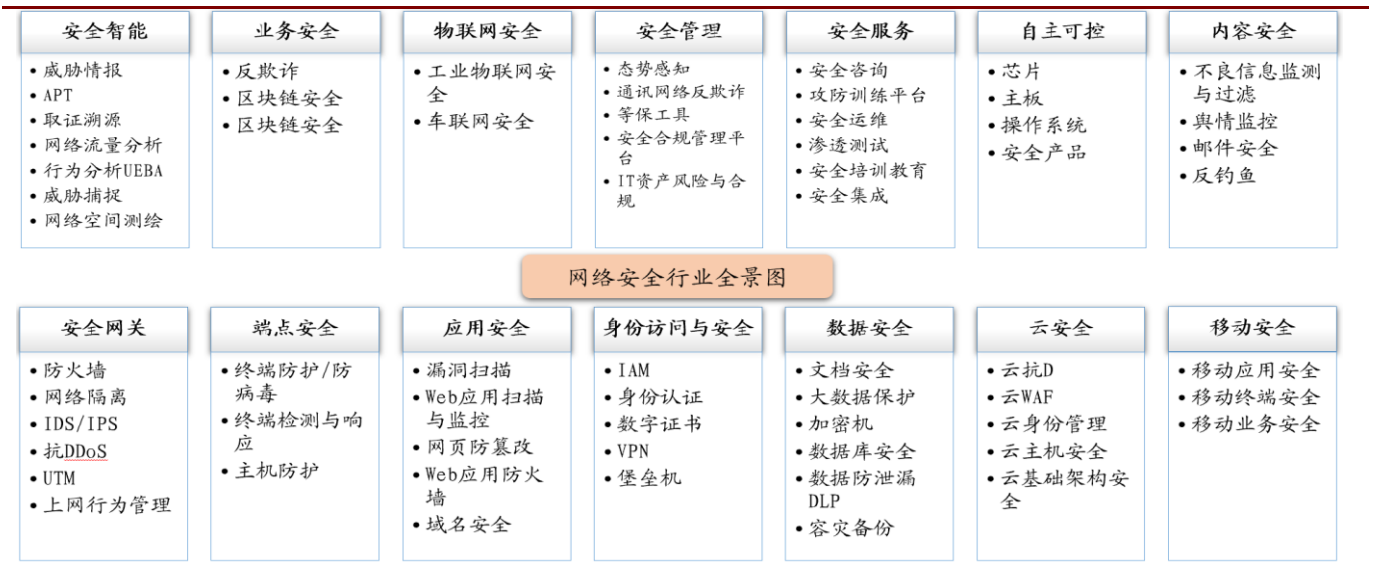 安全智能
• 威胁情报
• APT
• 取证溯源
• 网络流量分析
• 行为分析UEBA
• 威胁捕捉
• 网络空间测绘
业务安全
• 反欺诈
• 区块链安全
• 区块链安全
物联网安全
• 工业物联网安
全
• 车联网安全
安全管理
• 态势感知
• 通讯网络反欺诈
• 等保工具
• 安全合规管理平
台
• IT资产风险与合
规
安全服务
• 安全咨询
• 攻防训练平台
• 安全运维
• 渗透测试
• 安全培训教育
• 安全集成
自主可控
• 芯片
• 主板
• 操作系统
• 安全产品
内容安全
• 不良信息监测
与过滤
• 舆情监控
• 邮件安全
• 反钓鱼
网络安全行业全景图
安全网关
• 防火墙
• 网络隔离
• IDS/IPS
• 抗DDoS
• UTM
• 上网行为管理
端点安全
• 终端防护/防
病毒
• 终端检测与响
应
• 主机防护
应用安全
• 漏洞扫描
• Web应用扫描
与监控
• 网页防篡改
• Web应用防火
墙
• 域名安全
身份访问与安全
• IAM
• 身份认证
• 数字证书
• VPN
• 堡垒机
数据安全
• 文档安全
• 大数据保护
• 加密机
• 数据库安全
• 数据防泄漏
DLP
• 容灾备份
云安全
• 云抗D
• 云WAF
• 云身份管理
• 云主机安全
• 云基础架构安
全
移动安全
• 移动应用安全
• 移动终端安全
• 移动业务安全